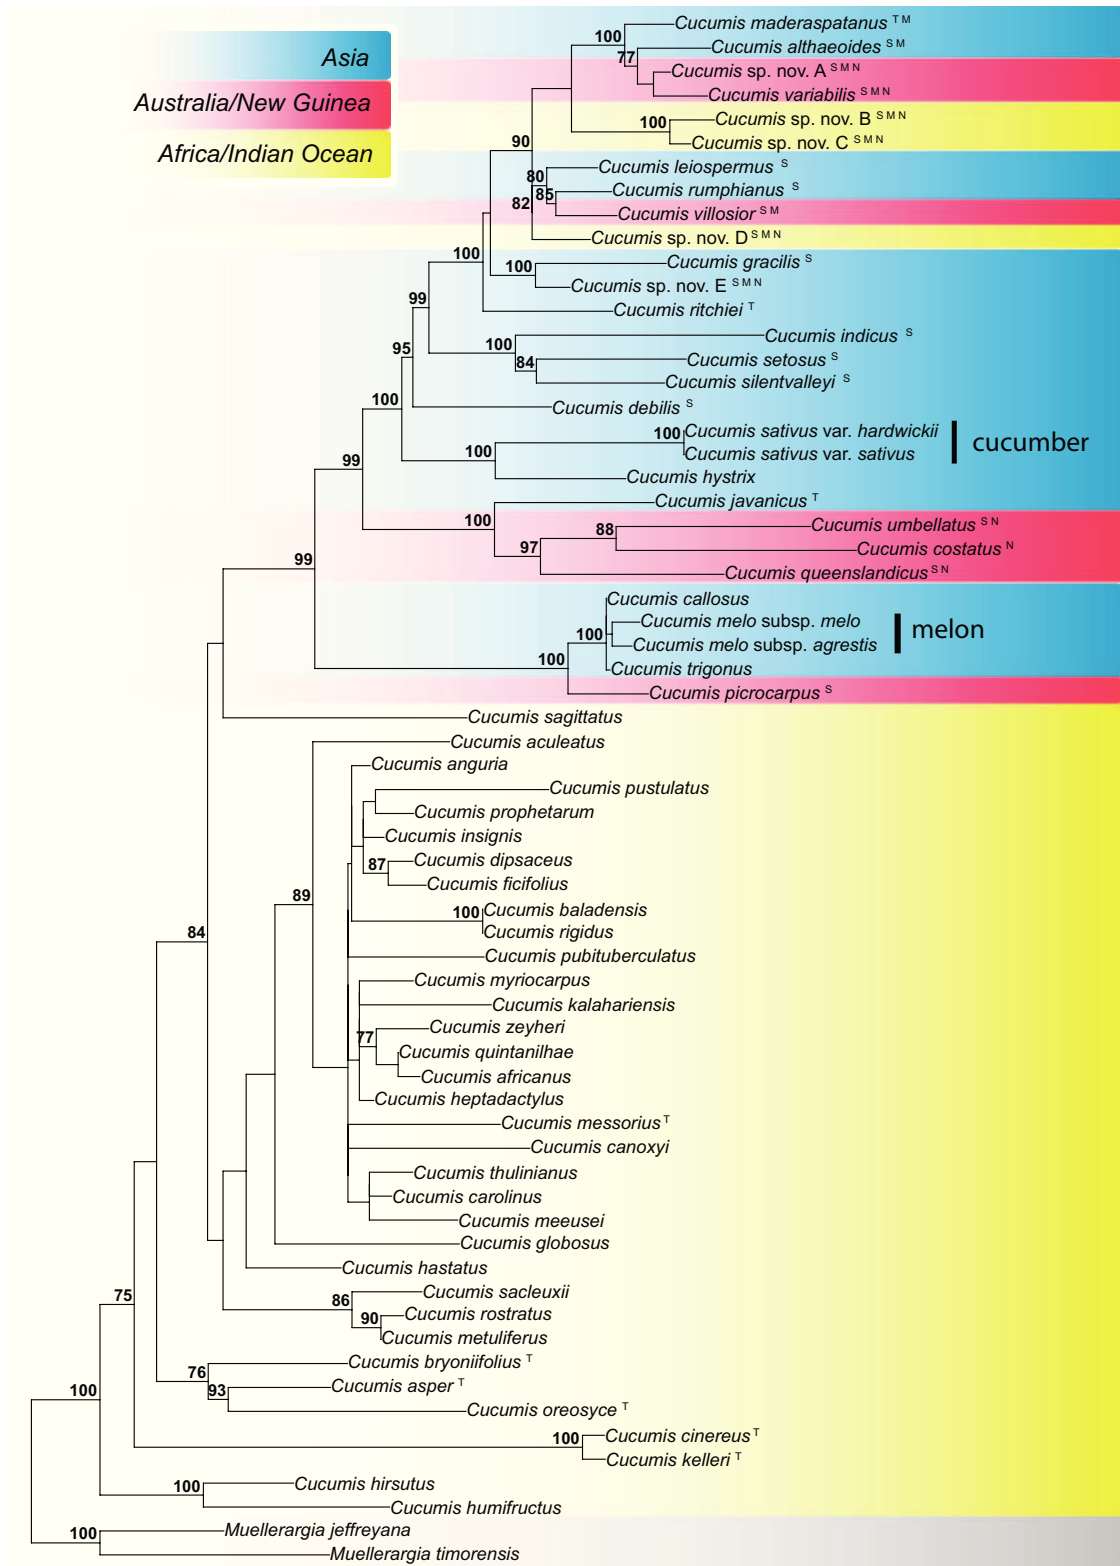 Asia
Australia/New Guinea
Africa/Indian Ocean
100
Cucumis maderaspatanus T M
77
Cucumis althaeoides S M
Cucumis sp. nov. A S M N
Cucumis variabilis S M N
100
Cucumis sp. nov. B S M N
Cucumis sp. nov. C S M N
90
80
Cucumis leiospermus S
85
Cucumis rumphianus S
82
Cucumis villosior S M
Cucumis sp. nov. D S M N
100
100
Cucumis gracilis S
Cucumis sp. nov. E S M N
Cucumis ritchiei T
99
100
Cucumis indicus S
95
84
Cucumis setosus S
Cucumis silentvalleyi S
100
Cucumis debilis S
100
Cucumis sativus var. hardwickii
cucumber
100
Cucumis sativus var. sativus
99
Cucumis hystrix
100
Cucumis javanicus T
88
Cucumis umbellatus S N
97
Cucumis costatus N
99
Cucumis queenslandicus S N
Cucumis callosus
Cucumis melo subsp. melo
melon
100
Cucumis melo subsp. agrestis
100
Cucumis trigonus
Cucumis picrocarpus S
Cucumis sagittatus
Cucumis aculeatus
Cucumis anguria
Cucumis pustulatus
Cucumis prophetarum
Cucumis insignis
87
Cucumis dipsaceus
Cucumis ficifolius
89
100
Cucumis baladensis
Cucumis rigidus
84
Cucumis pubituberculatus
Cucumis myriocarpus
Cucumis kalahariensis
77
Cucumis zeyheri
Cucumis quintanilhae
Cucumis africanus
Cucumis heptadactylus
Cucumis messorius T
Cucumis canoxyi
Cucumis thulinianus
Cucumis carolinus
Cucumis meeusei
Cucumis globosus
Cucumis hastatus
75
86
Cucumis sacleuxii
90
Cucumis rostratus
Cucumis metuliferus
76
Cucumis bryoniifolius T
100
93
Cucumis asper T
Cucumis oreosyce T
100
Cucumis cinereus T
Cucumis kelleri T
100
Cucumis hirsutus
Cucumis humifructus
100
Muellerargia jeffreyana
Muellerargia timorensis